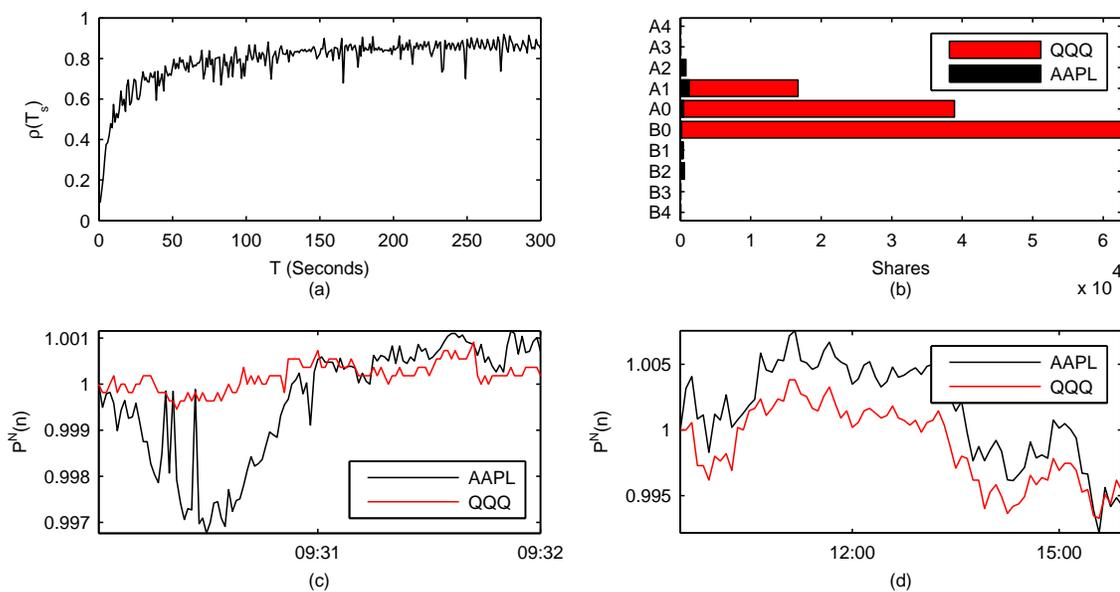 1
0.8
0.6
0.4
0.2
0
ρ(Ts)
0 50 100 150 200 250 300
T (Seconds)
(a)
A4
A3
A2
A1
A0
B0
B1
B2
B3
B4
QQQ
AAPL
0 1 2 3 4 5 6
Shares
x 10 4
(b)
1.001
1
0.999
0.998
0.997
P^N(n)
AAPL
QQQ
09:31 09:32
(c)
1.005
1
0.995
P^N(n)
AAPL
QQQ
12:00 15:00
(d)